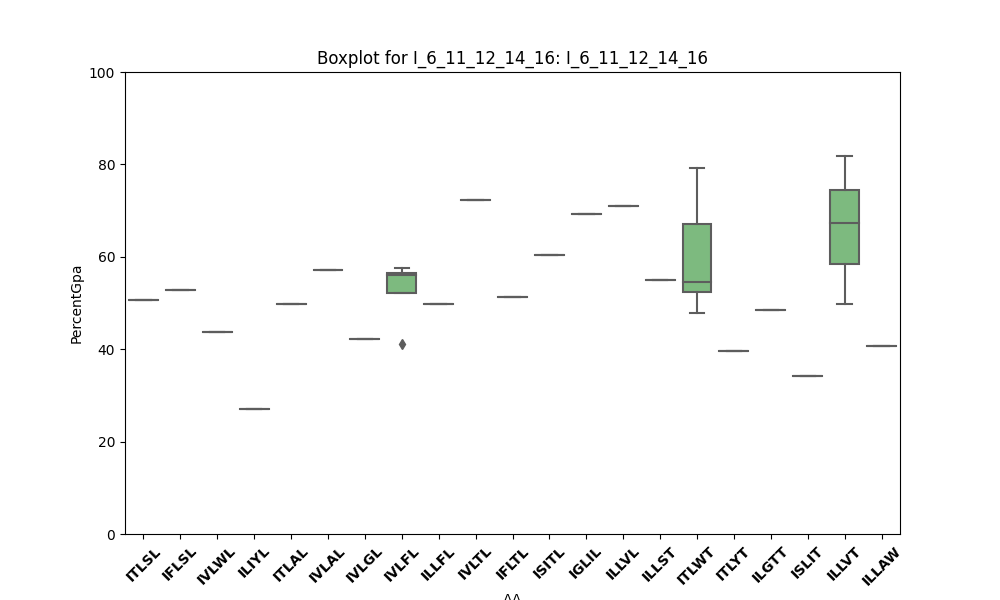 Boxplot for I_6_11_12_14_16: I_6_11_12_14_16
PercentGpa
100
80
60
40
20
0
ITLSL
IFLSL
IVLWL
ILIYL
ITLAL
IVLAL
IVLGL
IVLFL
ILLFL
IVLTL
IFLTL
ISITL
IGLIL
ILLVL
ILLST
ITLWT
ITLYT
ILGTT
ISLIT
ILLVT
ILLAW
AA